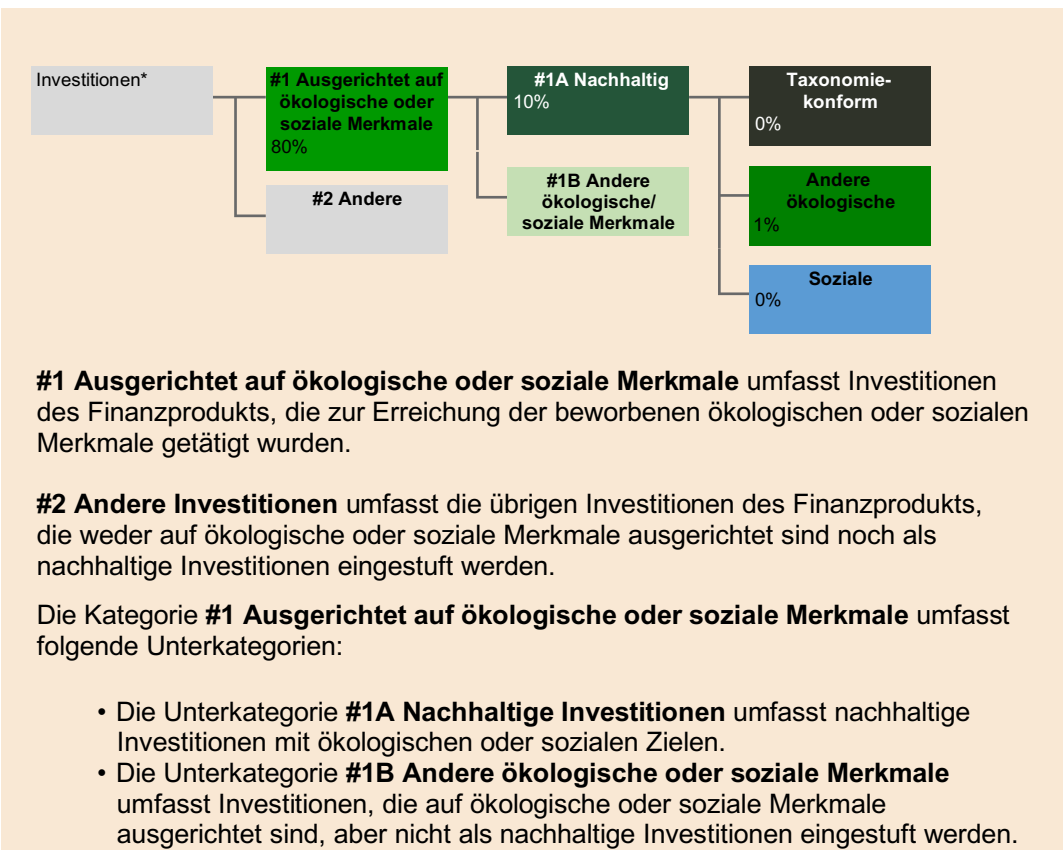 Investitionen*
#1 Ausgerichtet auf
ökologische oder
soziale Merkmale
80%
#2 Andere
#1A Nachhaltig
10%
#1B Andere
ökologische/
soziale Merkmale
Taxonomie-
konform
0%
Andere
ökologische
1%
Soziale
0%
#1 Ausgerichtet auf ökologische oder soziale Merkmale umfasst Investitionen
des Finanzprodukts, die zur Erreichung der beworbenen ökologischen oder sozialen
Merkmale getätigt wurden.
#2 Andere Investitionen umfasst die übrigen Investitionen des Finanzprodukts,
die weder auf ökologische oder soziale Merkmale ausgerichtet sind noch als
nachhaltige Investitionen eingestuft werden.
Die Kategorie #1 Ausgerichtet auf ökologische oder soziale Merkmale umfasst
folgende Unterkategorien:
• Die Unterkategorie #1A Nachhaltige Investitionen umfasst nachhaltige
Investitionen mit ökologischen oder sozialen Zielen.
• Die Unterkategorie #1B Andere ökologische oder soziale Merkmale
umfasst Investitionen, die auf ökologische oder soziale Merkmale
ausgerichtet sind, aber nicht als nachhaltige Investitionen eingestuft werden.